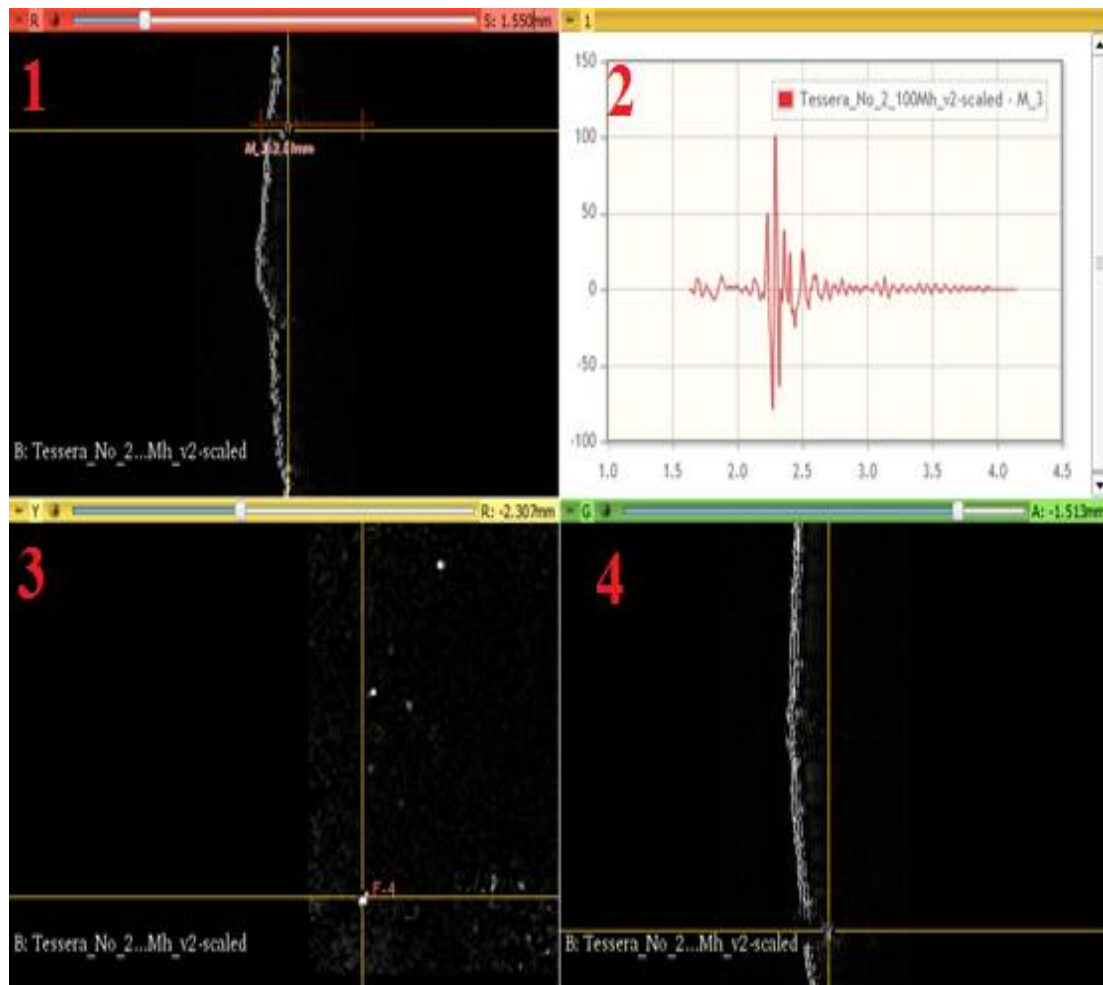 R
S: 1.550mm
1
1
B: Tessera_No_2...Mh_v2-scaled
2
Tessera_No_2_100Mh_v2-scaled - M_3
150
100
50
0
-50
-100
1.0 1.5 2.0 2.5 3.0 3.5 4.0 4.5
Y
R: -2.307mm
3
F-4
B: Tessera_No_2...Mh_v2-scaled
G
A: -1.513mm
4
B: Tessera_No_2...Mh_v2-scaled